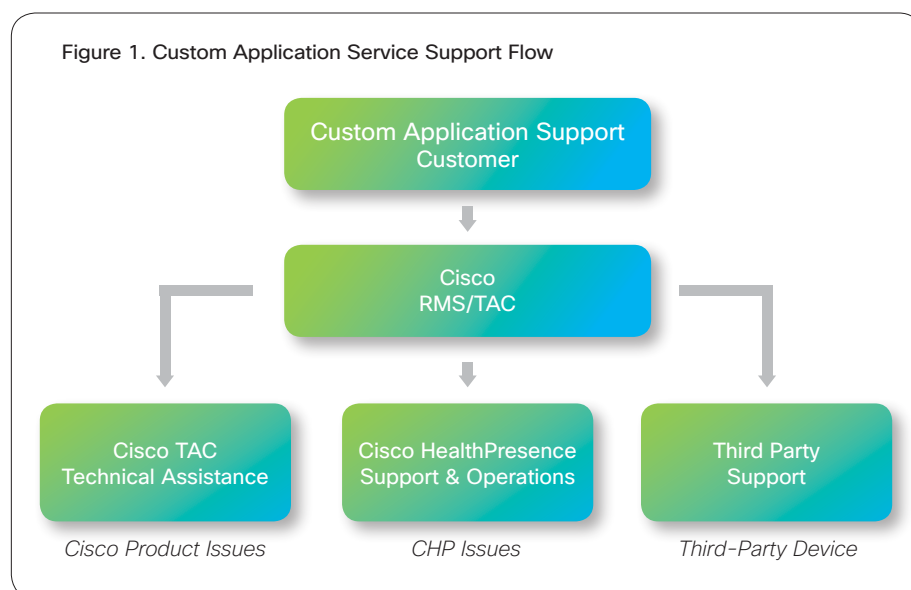 Figure 1. Custom Application Service Support Flow
Custom Application Support
Customer
Cisco
RMS/TAC
Cisco TAC
Technical Assistance
Cisco HealthPresence
Support & Operations
Third Party
Support
Cisco Product Issues
CHP Issues
Third-Party Device